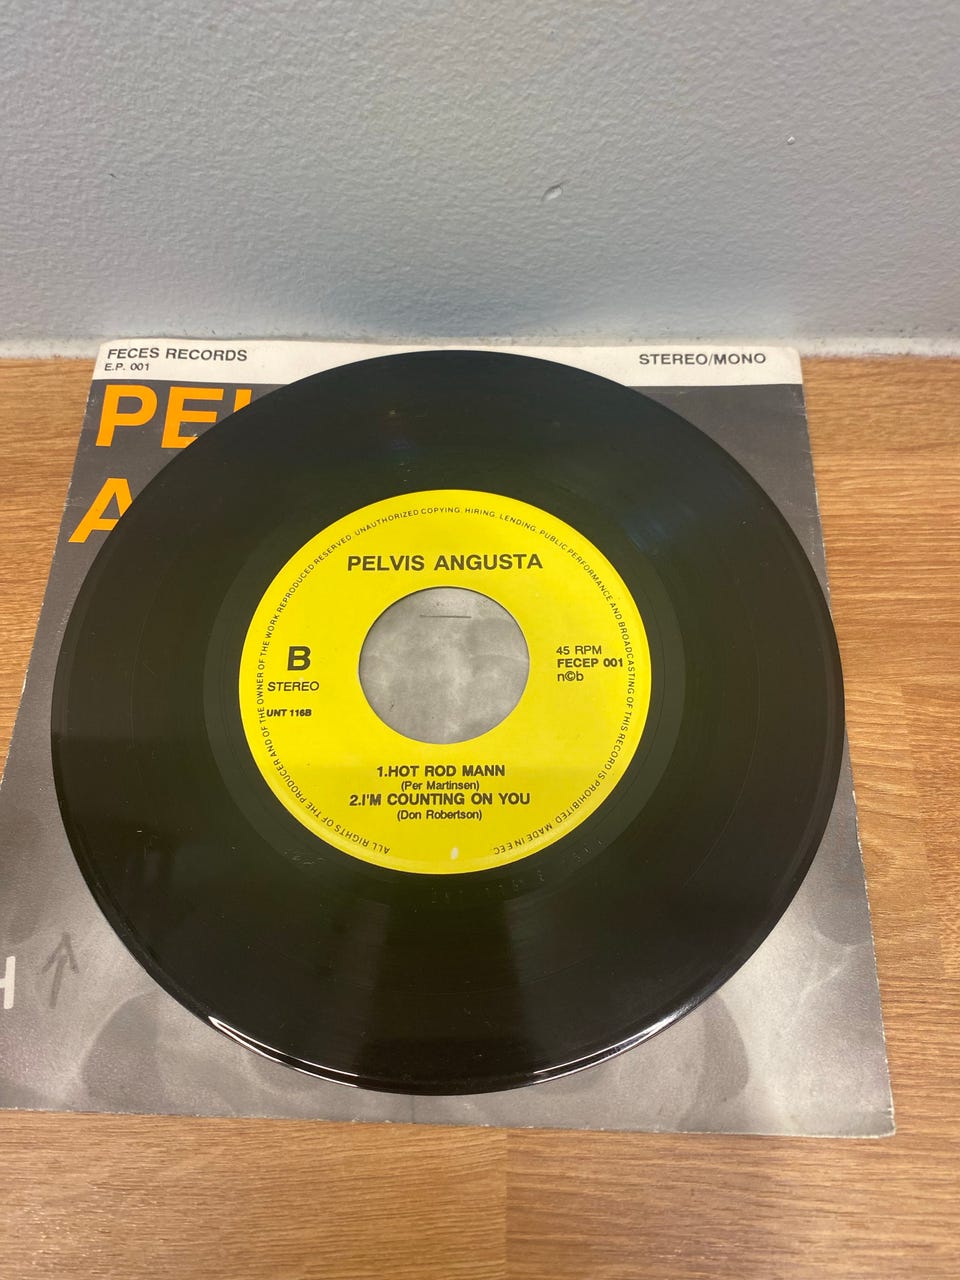 FECES RECORDS
E.P. 001
STEREO/MONO
PEL
A
PELVIS ANGUSTA
B
STEREO
UNT 116B
45 RPM
FECEP 001
n©b
1.HOT ROD MANN
(Per Martinsen)
2.I'M COUNTING ON YOU
(Don Robertson)
ALL RIGHTS OF THE PRODUCER AND OF THE OWNER OF THE WORK REPRODUCED RESERVED. UNAUTHORIZED COPYING, HIRING, LENDING, PUBLIC PERFORMANCE AND BROADCASTING OF THIS RECORD IS PROHIBITED MADE IN EEC.
H